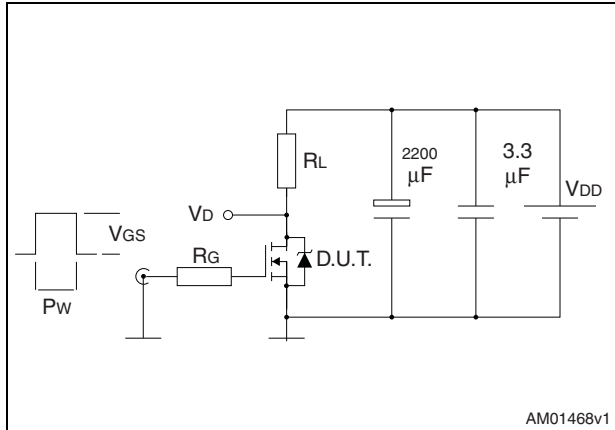 RL
2200
μF
3.3
μF
VDD
VD
VGS
RG
D.U.T.
PW
AM01468v1